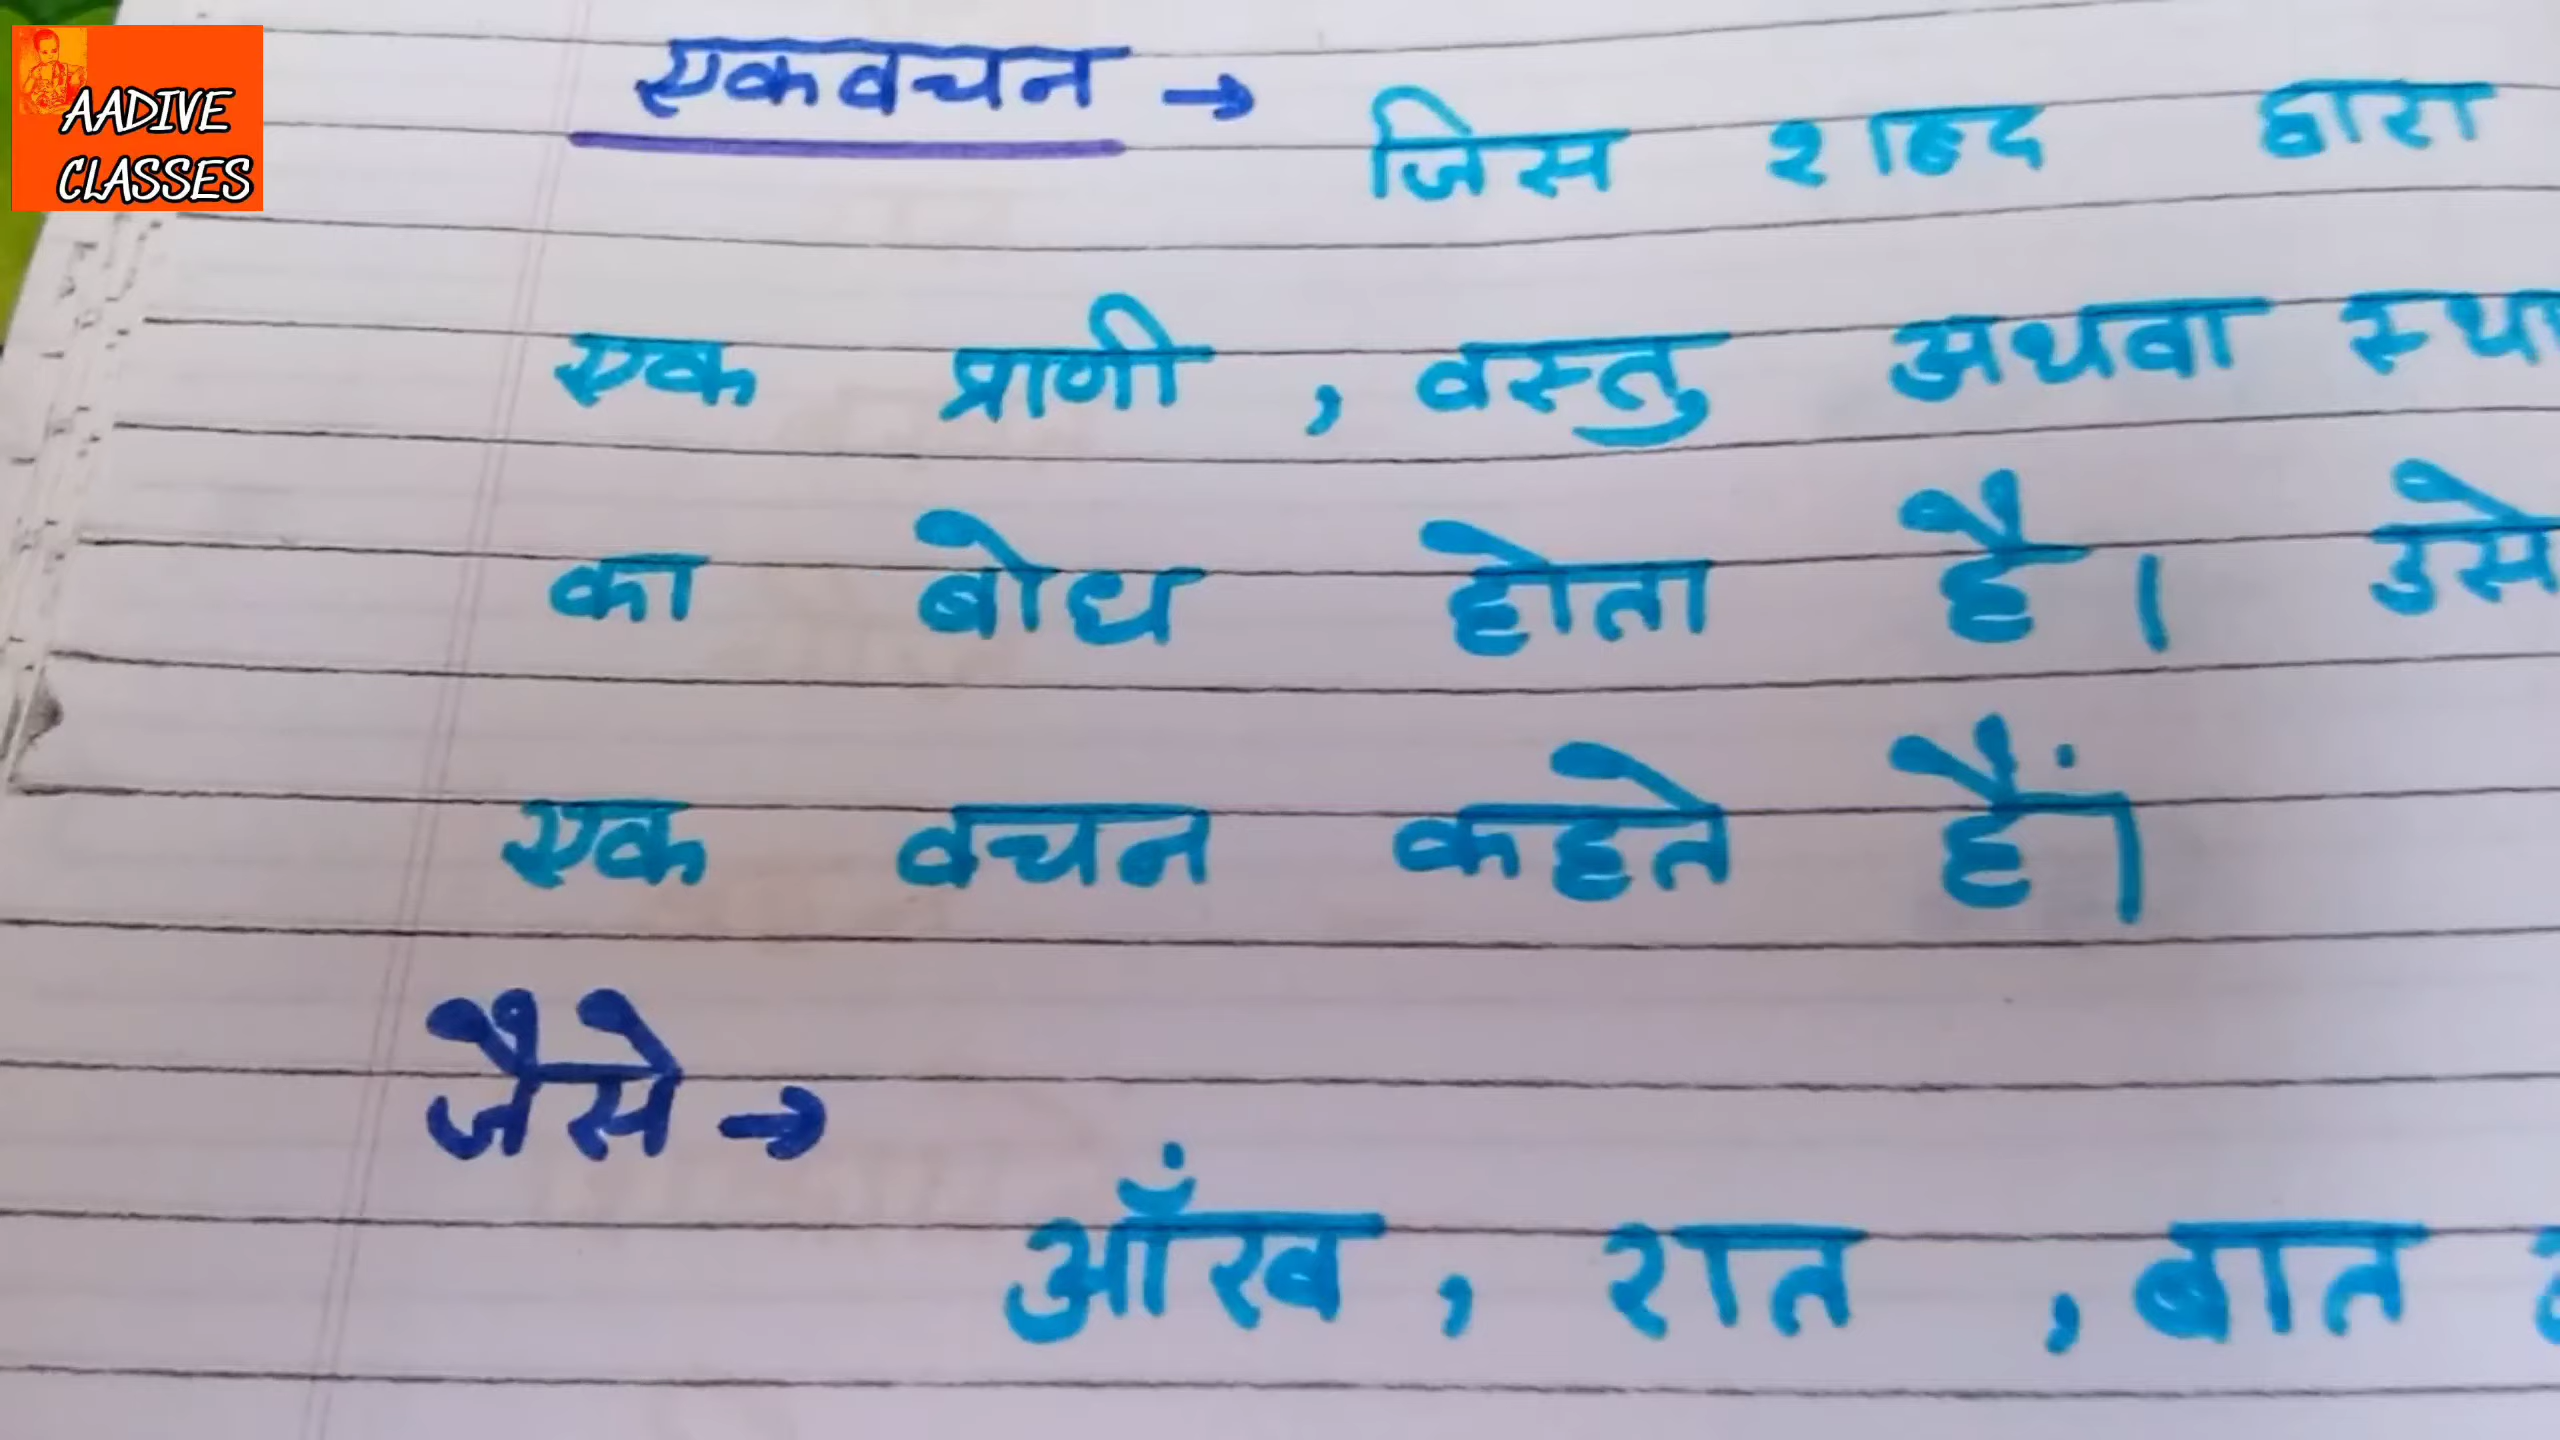 AADIVE
CLASSES
एकवचन → जिस शब्द द्वारा
एक प्राणी , वस्तु अथवा
का बोध होता है। उसे
एक वचन कहते हैं।
जैसे →
आँख , रात , बात